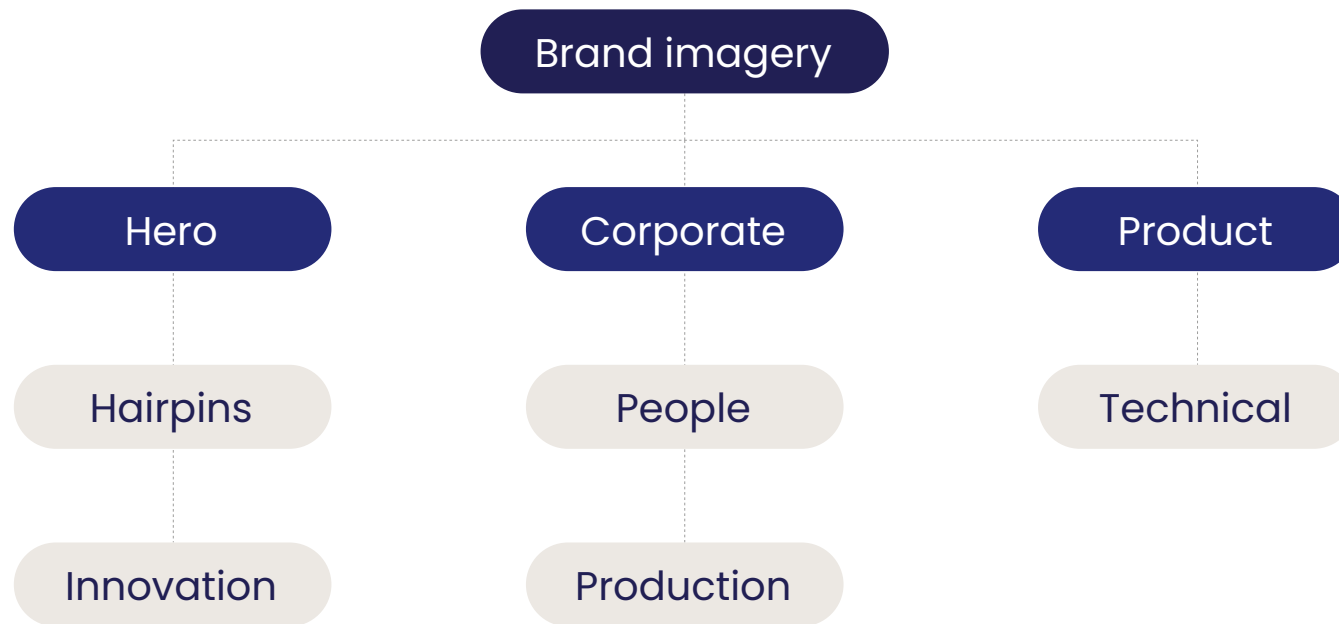 Brand imagery
Hero
Corporate
Product
Hairpins
People
Technical
Innovation
Production